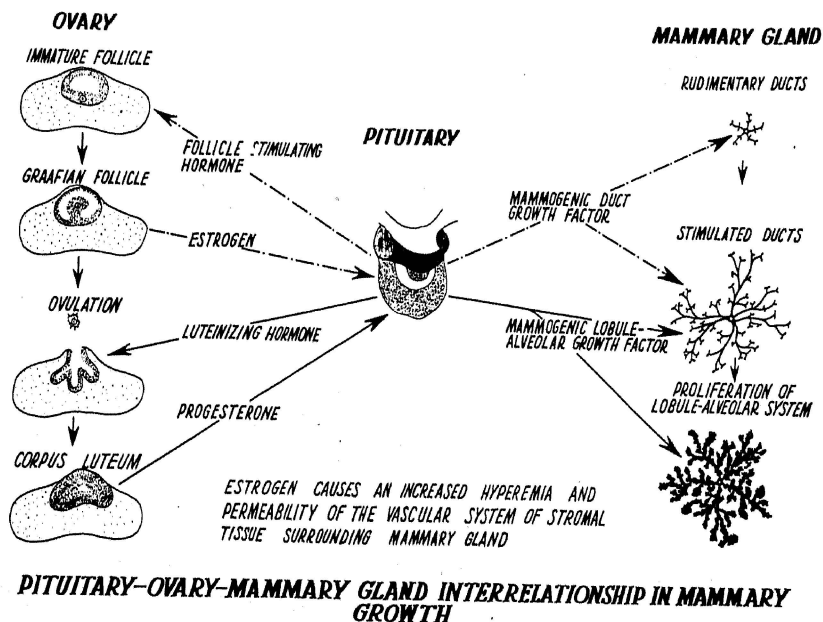 OVARY
IMMATURE FOLLICLE
GRAAFIAN FOLLICLE
OVULATION
CORPUS LUTEUM
FOLLICLE STIMULATING
HORMONE
ESTROGEN
LUTEINIZING HORMONE
PROGESTERONE
PITUITARY
MAMMOGENIC DUCT
GROWTH FACTOR
MAMMOGENIC LOBULE-
ALVEOLAR GROWTH FACTOR
MAMMARY GLAND
RUDIMENTARY DUCTS
STIMULATED DUCTS
PROLIFERATION OF
LOBULE-ALVEOLAR SYSTEM
ESTROGEN CAUSES AN INCREASED HYPEREMIA AND
PERMEABILITY OF THE VASCULAR SYSTEM OF STROMAL
TISSUE SURROUNDING MAMMARY GLAND
PITUITARY-OVARY-MAMMARY GLAND INTERRELATIONSHIP IN MAMMARY
GROWTH